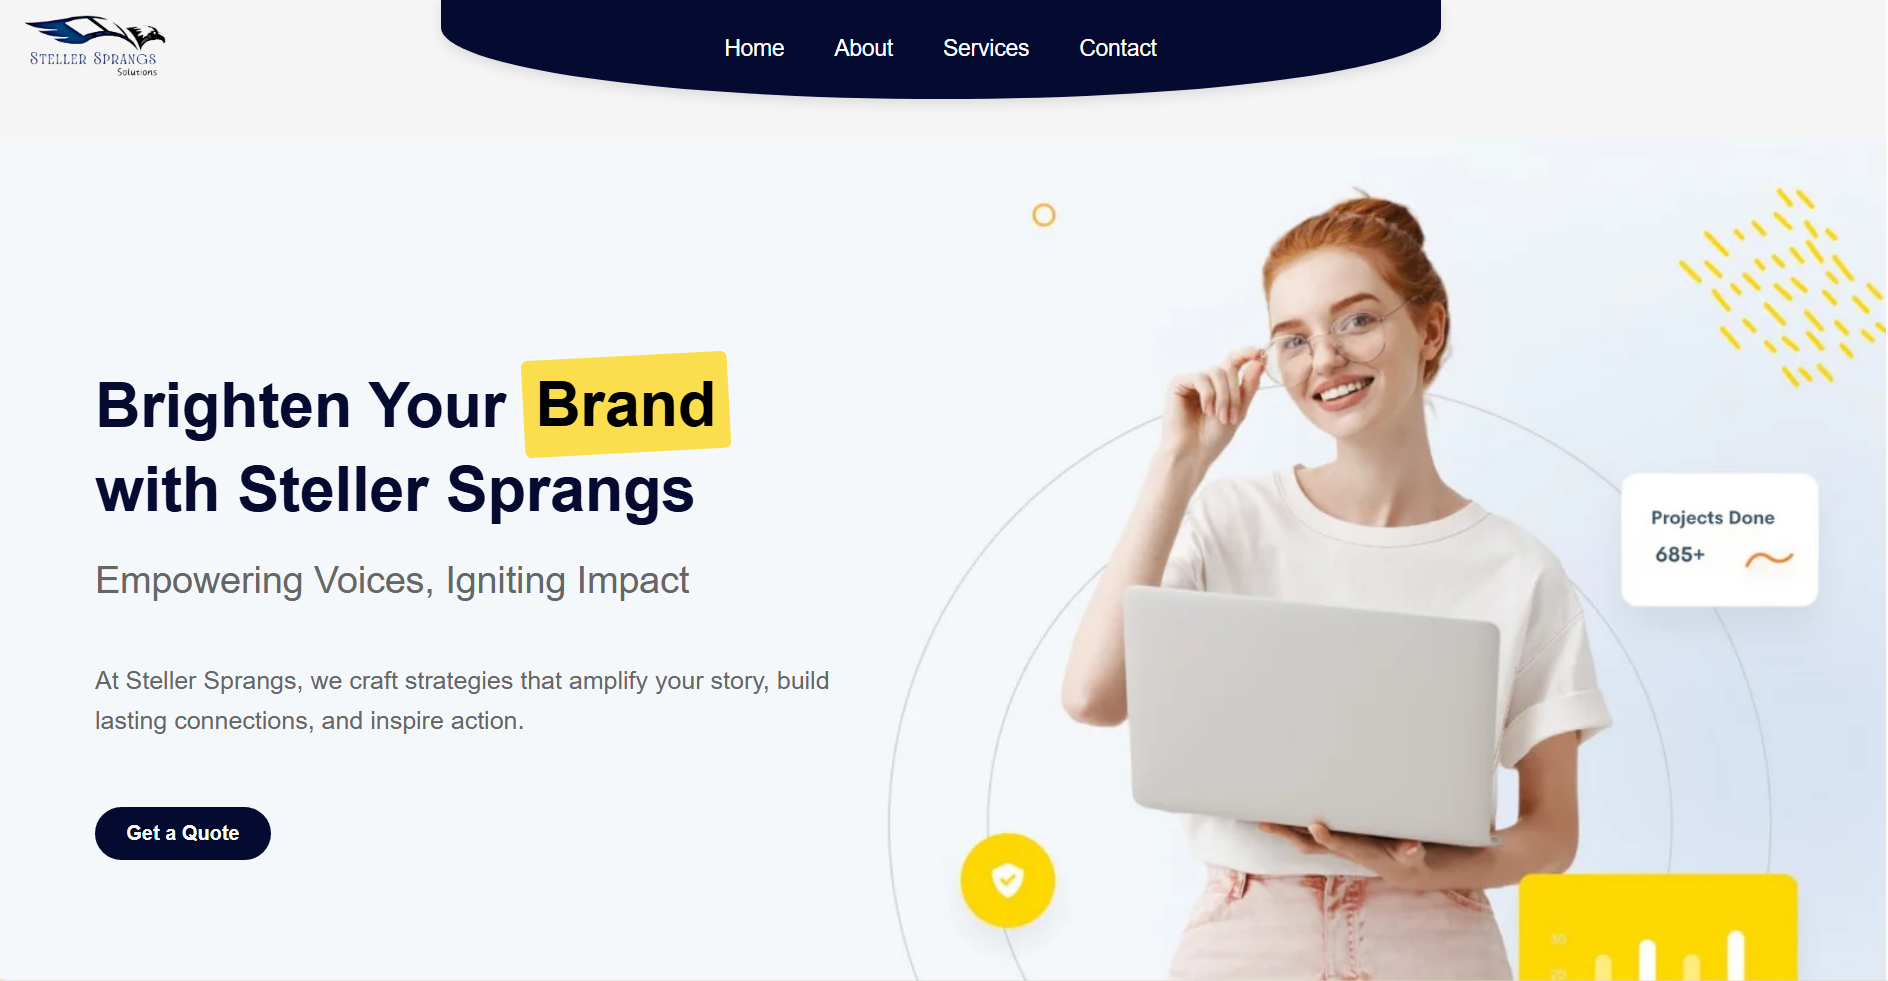 STELLER SPRANGS
Solutions
Home
About
Services
Contact
Brighten Your Brand
with Steller Sprangs
Empowering Voices, Igniting Impact
At Steller Sprangs, we craft strategies that amplify your story, build
lasting connections, and inspire action.
Get a Quote
Projects Done
685+
30
20